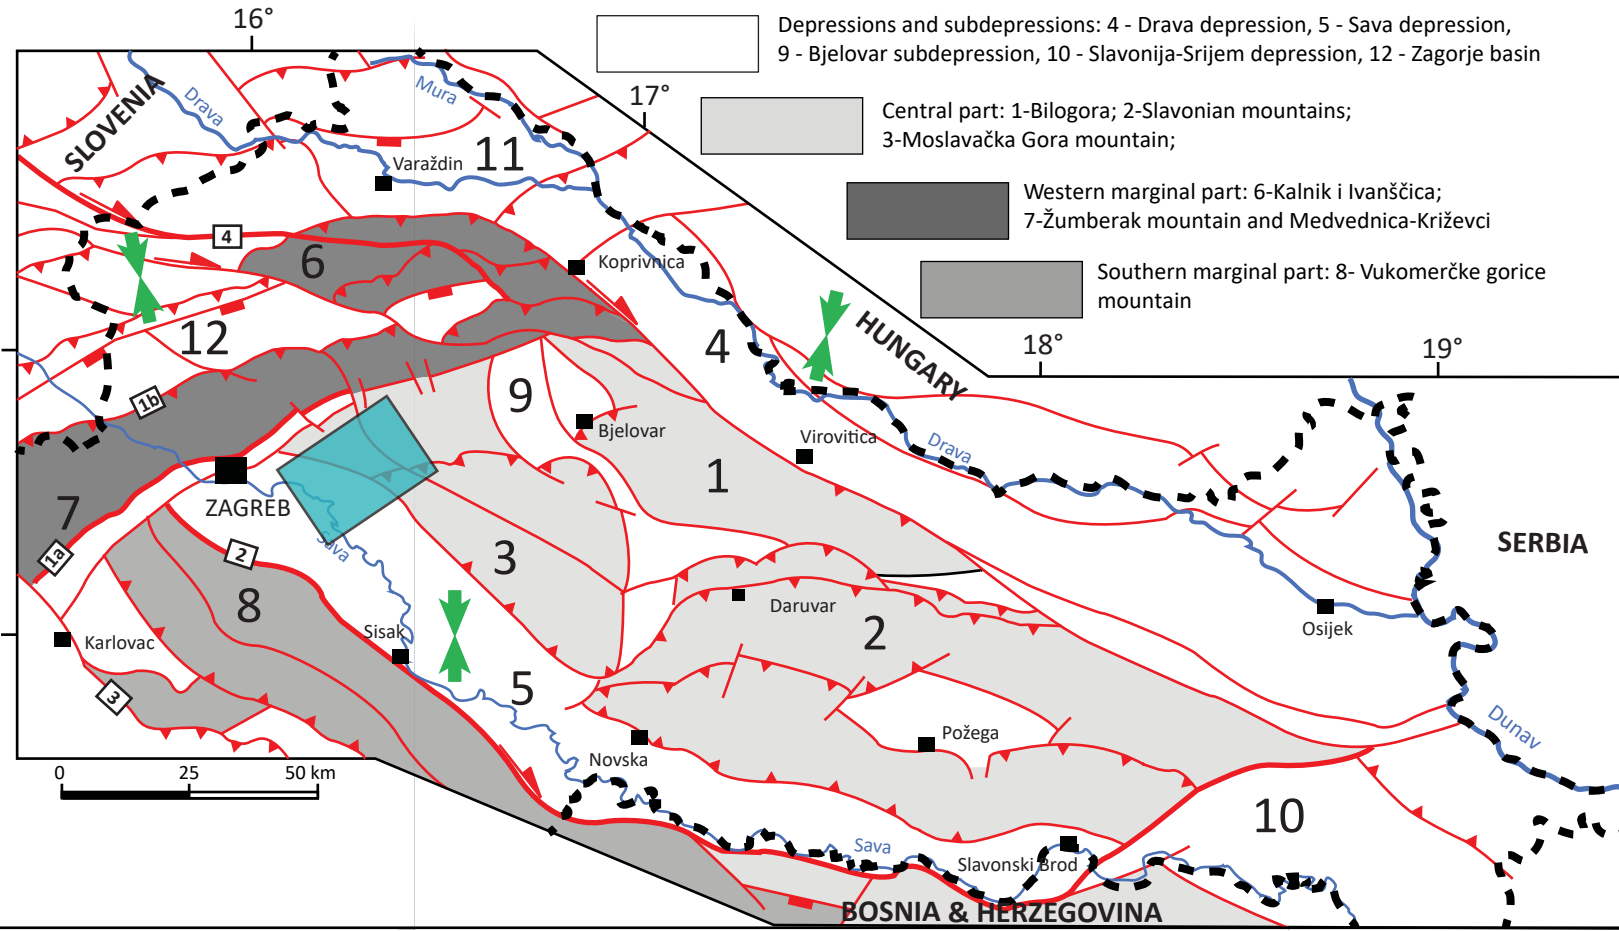 16°
Depressions and subdepressions: 4 - Drava depression, 5 - Sava depression,
9 - Bjelovar subdepression, 10 - Slavonija-Srijem depression, 12 - Zagorje basin
17°
Central part: 1-Bilogora; 2-Slavonian mountains;
3-Moslavačka Gora mountain;
Western marginal part: 6-Kalnik i Ivanščica;
7-Žumberak mountain and Medvednica-Križevci
Southern marginal part: 8- Vukomerčke gorice
mountain
SLOVENIA
Drava
Mura
Varaždin
11
4
6
Koprivnica
12
4
HUNGARY
18°
19°
1b
9
Bjelovar
Virovitica
Drava
1
7
ZAGREB
Sava
1a
2
3
SERBIA
8
Daruvar
2
Osijek
Karlovac
Sisak
3
5
Požega
Dunav
Novska
0
25
50 km
10
Sava
Slavonski Brod
BOSNIA & HERZEGOVINA